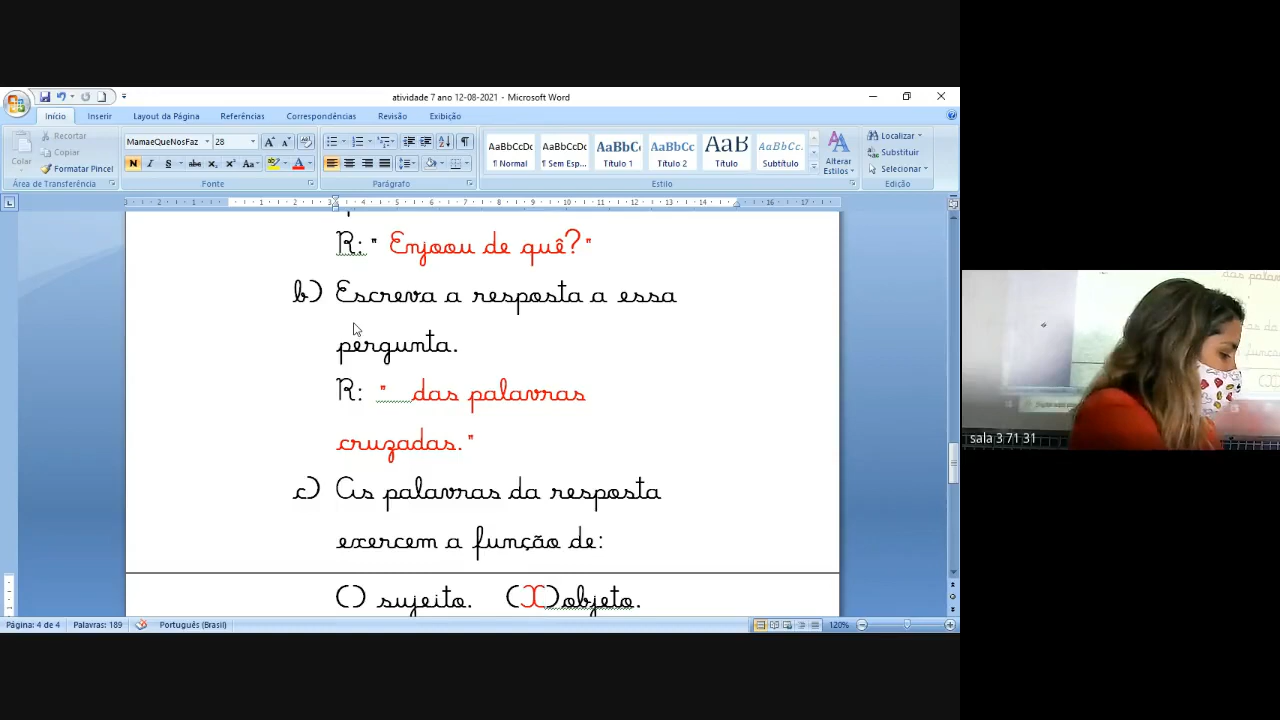 atividade 7 ano 12-08-2021 - Microsoft Word
Início Inserir Layout da Página Referências Correspondências Revisão Exibição
Colar
Recortar
Copiar
Formatar Pincel
Área de Transferência
MamaeQueNosFaz 28
Fonte
Parágrafo
AaBbCcDc AaBbCcDc AaBbC AaBbCc AaB AaBbCc.
¶ Normal ¶ Sem Esp... Título 1 Título 2 Título Subtítulo
Estilo
Alterar Estilos
Localizar
Substituir
Selecionar
Edição
R: " Enjoou de quê?"
b) Escreva a resposta a essa
pergunta.
R: " das palavras
cruzadas."
c) As palavras da resposta
exercem a função de:
() sujeito. (X)objeto.
Página: 4 de 4 Palavras: 189 Português (Brasil) 120%
sala 3 71 31